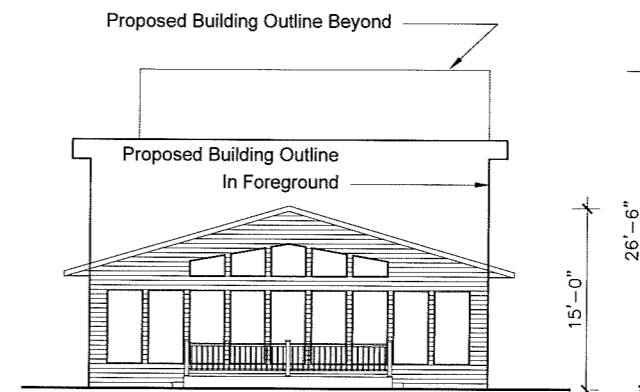 Proposed Building Outline Beyond
Proposed Building Outline
In Foreground
15'-0"
26'-6"